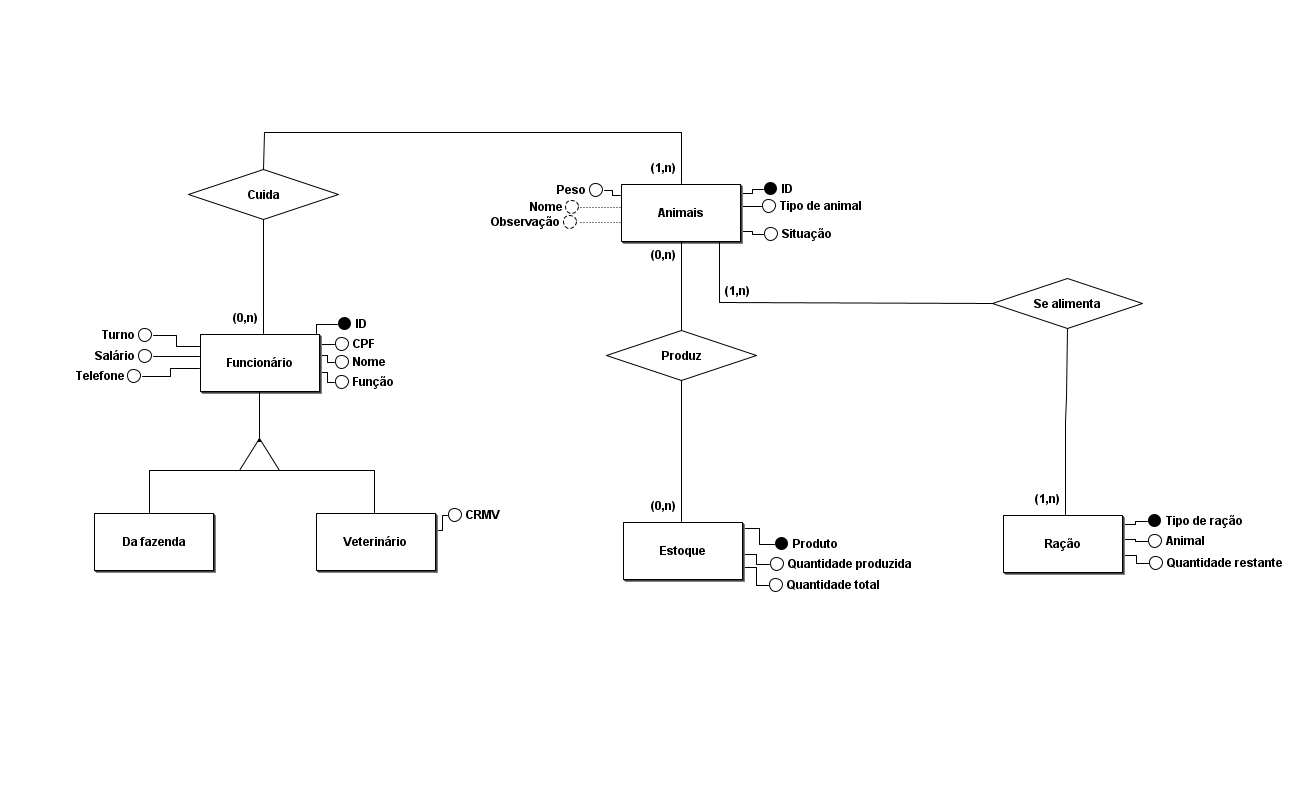 (1,n)
Cuida
Peso
Nome
Observação
Animais
ID
Tipo de animal
Situação
(0,n)
(1,n)
Se alimenta
(0,n)
Turno
Salário
Telefone
Funcionário
ID
CPF
Nome
Função
Produz
(0,n)
(1,n)
Da fazenda
Veterinário
CRMV
Estoque
Produto
Quantidade produzida
Quantidade total
Ração
Tipo de ração
Animal
Quantidade restante